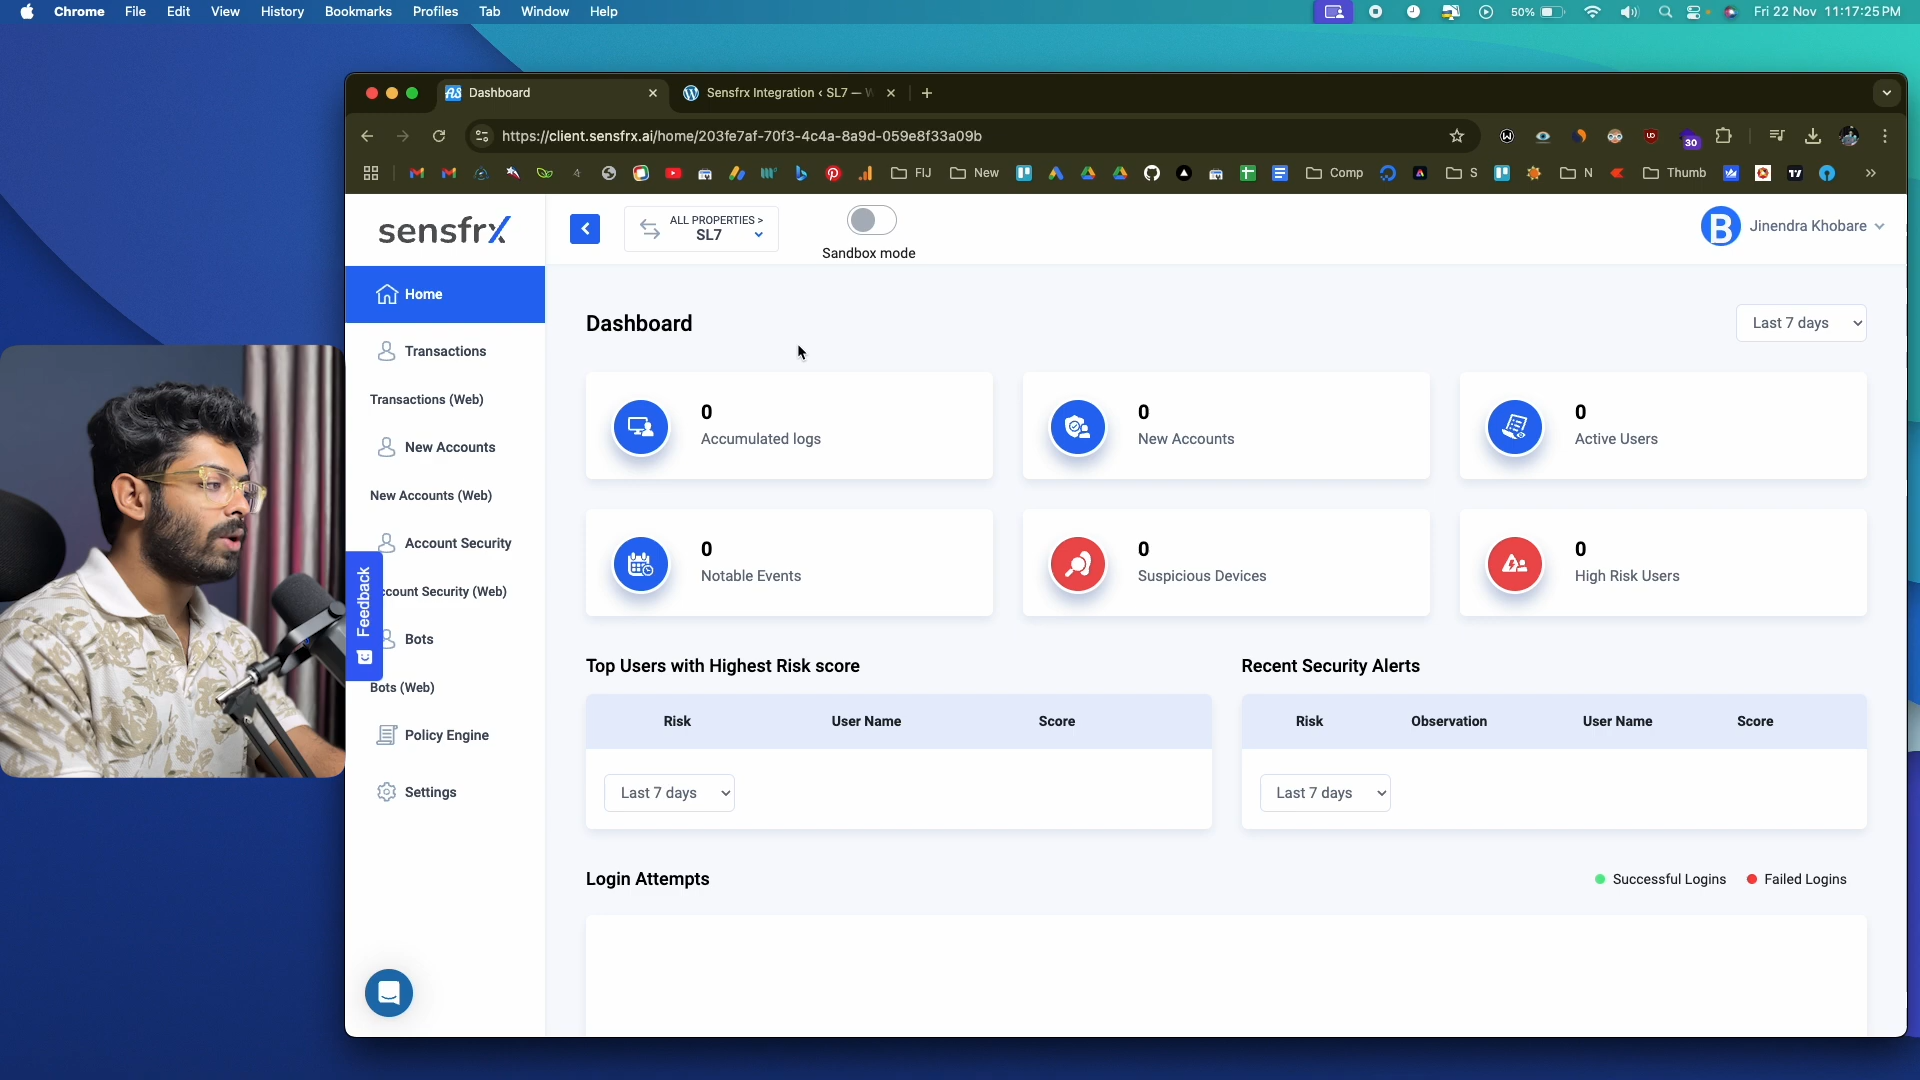 Chrome File Edit View History Bookmarks Profiles Tab Window Help
50% Fri 22 Nov 11:17:25 PM
Dashboard
Sensfrx Integration ‹ SL7 — W
https://client.sensfrx.ai/home/203fe7af-70f3-4c4a-8a9d-059e8f33a09b
30
FIJ New Comp S N Thumb
sensfrx
ALL PROPERTIES >
SL7
Sandbox mode
B Jinendra Khobare
Home
Transactions
Transactions (Web)
New Accounts
New Accounts (Web)
Account Security
ccount Security (Web)
Bots
Bots (Web)
Policy Engine
Settings
Feedback
Dashboard
Last 7 days
0
Accumulated logs
0
New Accounts
0
Active Users
0
Notable Events
0
Suspicious Devices
0
High Risk Users
Top Users with Highest Risk score
Risk User Name Score
Last 7 days
Recent Security Alerts
Risk Observation User Name Score
Last 7 days
Login Attempts
Successful Logins Failed Logins